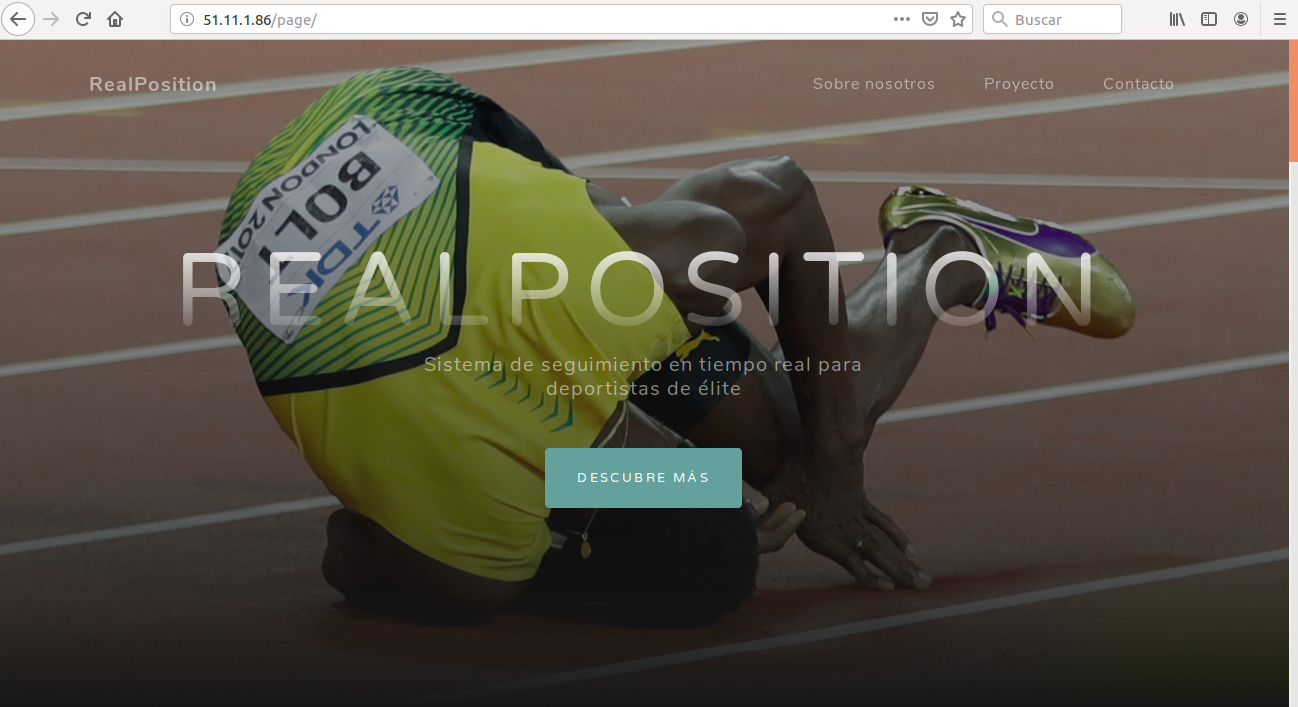 51.11.1.86/page/
Buscar
RealPosition
Sobre nosotros
Proyecto
Contacto
LONDON 201
BOLT
TDK
REALPOSITION
Sistema de seguimiento en tiempo real para
deportistas de élite
DESCUBRE MÁS